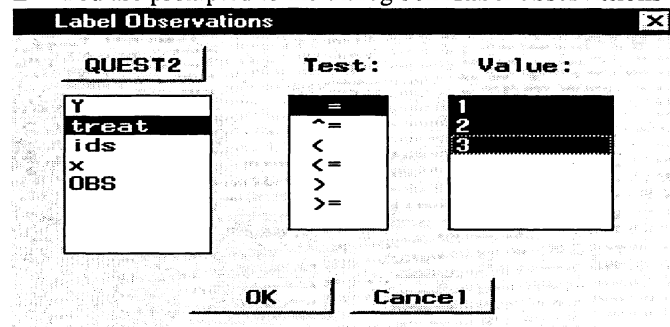 Label Observations
QUEST2 Test: Value:
Y
treat
ids
x
OBS
=
^=
<
<=
>
>=
1
2
3
OK Cancel